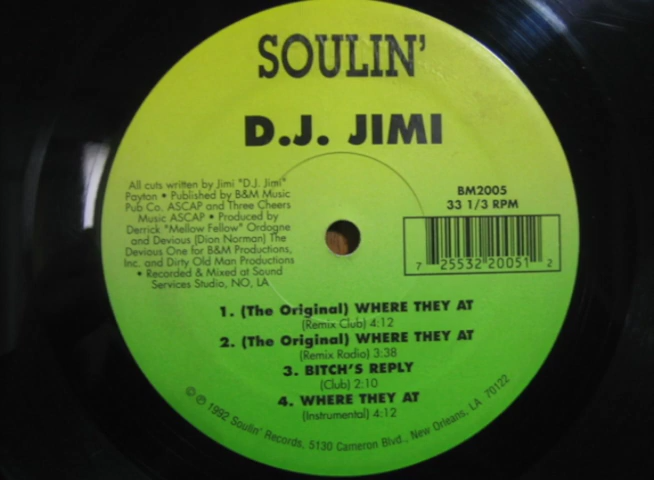 SOULIN'
D.J. JIMI
All cuts written by Jimi "D.J. Jimi"
Payton • Published by B&M Music
Pub Co. ASCAP and Three Cheers
Music ASCAP • Produced by
Derrick "Mellow Fellow" Ordogne
and Devious (Dion Norman) The
Devious One for B&M Productions,
Inc. and Dirty Old Man Productions
• Recorded & Mixed at Sound
Services Studio, NO, LA
BM2005
33 1/3 RPM
7 25532 20051 2
1. (The Original) WHERE THEY AT
(Remix Club) 4:12
2. (The Original) WHERE THEY AT
(Remix Radio) 3:38
3. BITCH'S REPLY
(Club) 2:10
4. WHERE THEY AT
(Instrumental) 4:12
© ℗ 1992 Soulin' Records, 5130 Cameron Blvd., New Orleans, LA 70122